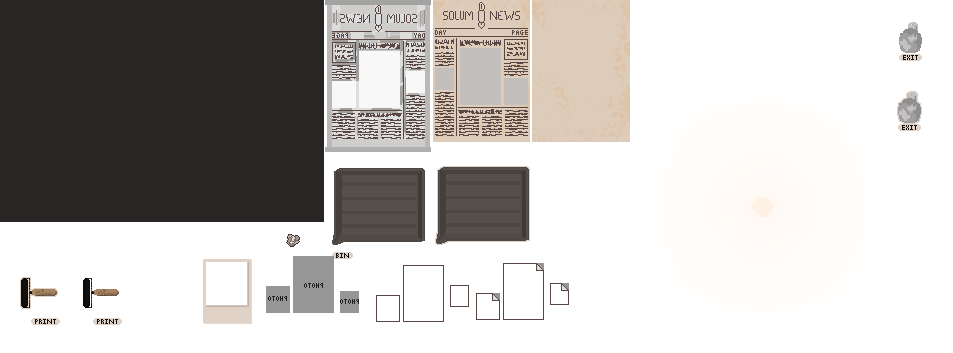 SOLUM NEWS
DAY PAGE
SOLUM NEWS
DAY PAGE
EXIT
EXIT
BIN
PHOTO
PHOTO
PHOTO
PRINT
PRINT